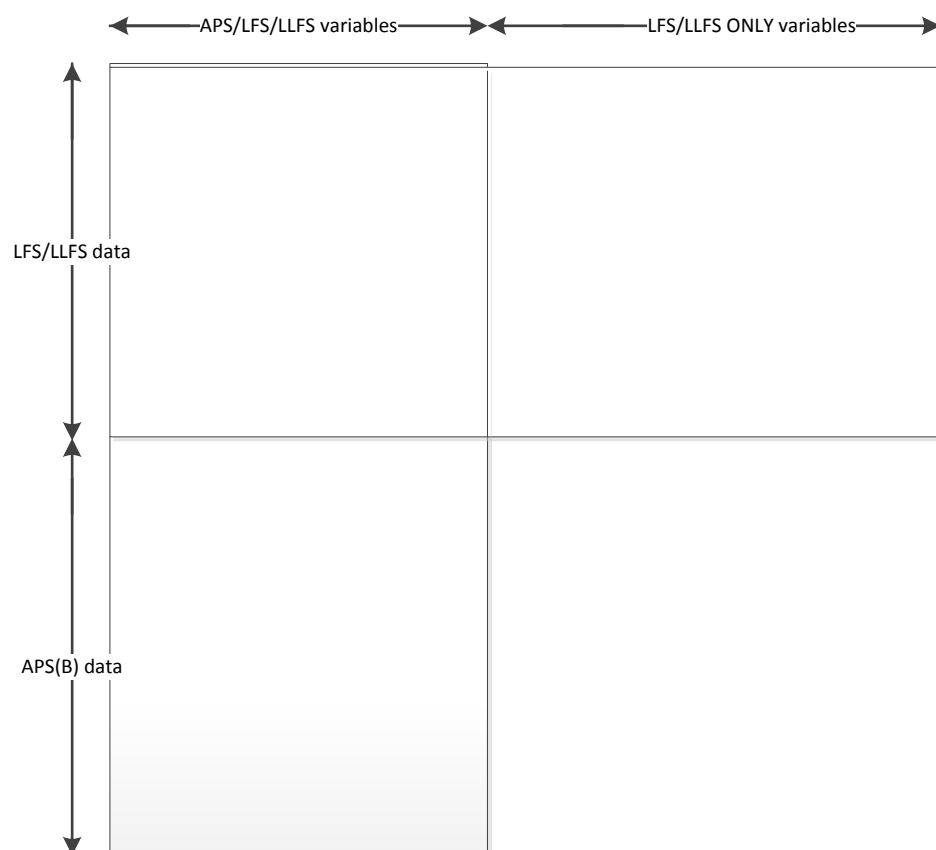 APS/LFS/LLFS variables
LFS/LLFS ONLY variables
LFS/LLFS data
APS(B) data